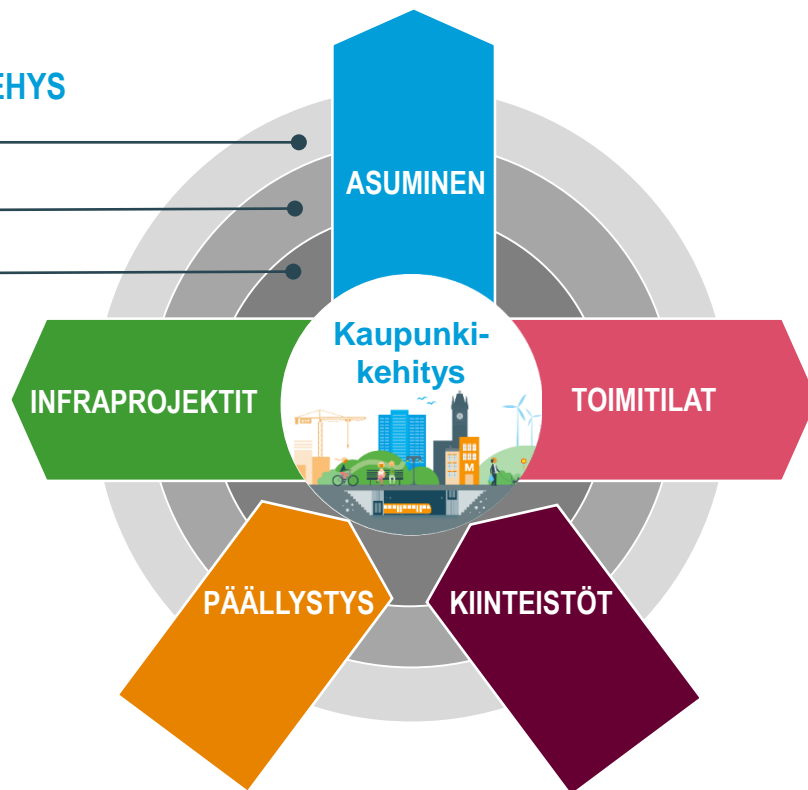 EHYS
ASUMINEN
Kaupunki-
kehitys
INFRAPROJEKTIT
TOIMITILAT
M
PÄÄLLYSTYS
KIINTEISTÖT